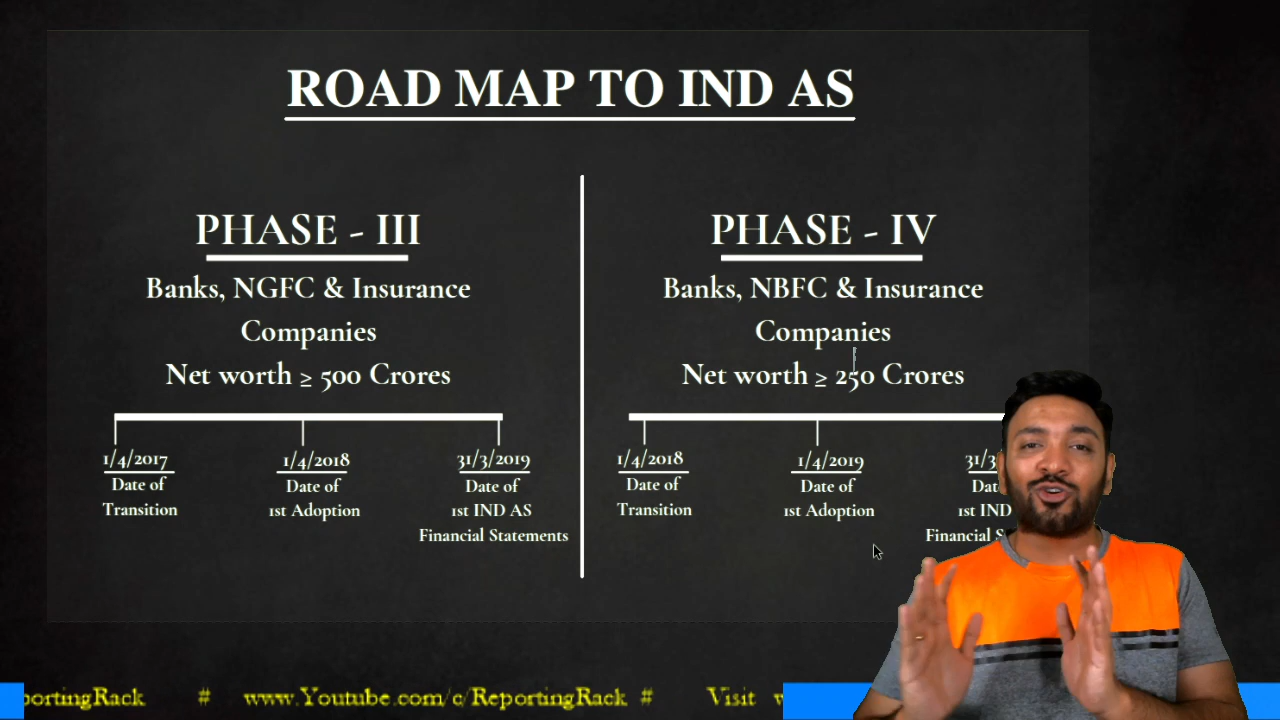 ROAD MAP TO IND AS
PHASE - III
Banks, NGFC & Insurance
Companies
Net worth ≥ 500 Crores
1/4/2017
Date of
Transition
1/4/2018
Date of
1st Adoption
31/3/2019
Date of
1st IND AS
Financial Statements
PHASE - IV
Banks, NBFC & Insurance
Companies
Net worth ≥ 250 Crores
1/4/2018
Date of
Transition
1/4/2019
Date of
1st Adoption
1st IND
Financial
portingRack # www.Youtube.com/c/ReportingRack # Visit